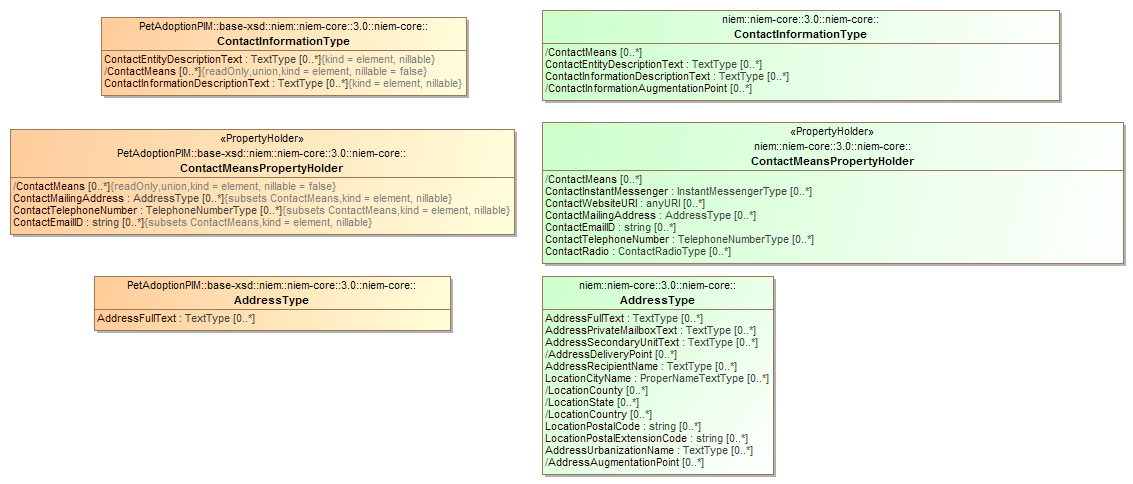 PetAdoptionPIM::base-xsd::niem::niem-core::3.0::niem-core::
ContactInformationType
ContactEntityDescriptionText : TextType [0..*]{kind = element, nillable}
/ContactMeans [0..*]{readOnly,union,kind = element, nillable = false}
ContactInformationDescriptionText : TextType [0..*]{kind = element, nillable}
niem::niem-core::3.0::niem-core::
ContactInformationType
/ContactMeans [0..*]
ContactEntityDescriptionText : TextType [0..*]
ContactInformationDescriptionText : TextType [0..*]
/ContactInformationAugmentationPoint [0..*]
«PropertyHolder»
PetAdoptionPIM::base-xsd::niem::niem-core::3.0::niem-core::
ContactMeansPropertyHolder
/ContactMeans [0..*]{readOnly,union,kind = element, nillable = false}
ContactMailingAddress : AddressType [0..*]{subsets ContactMeans,kind = element, nillable}
ContactTelephoneNumber : TelephoneNumberType [0..*]{subsets ContactMeans,kind = element, nillable}
ContactEmailID : string [0..*]{subsets ContactMeans,kind = element, nillable}
«PropertyHolder»
niem::niem-core::3.0::niem-core::
ContactMeansPropertyHolder
/ContactMeans [0..*]
ContactInstantMessenger : InstantMessengerType [0..*]
ContactWebsiteURI : anyURI [0..*]
ContactMailingAddress : AddressType [0..*]
ContactEmailID : string [0..*]
ContactTelephoneNumber : TelephoneNumberType [0..*]
ContactRadio : ContactRadioType [0..*]
PetAdoptionPIM::base-xsd::niem::niem-core::3.0::niem-core::
AddressType
AddressFullText : TextType [0..*]
niem::niem-core::3.0::niem-core::
AddressType
AddressFullText : TextType [0..*]
AddressPrivateMailboxText : TextType [0..*]
AddressSecondaryUnitText : TextType [0..*]
/AddressDeliveryPoint [0..*]
AddressRecipientName : TextType [0..*]
LocationCityName : ProperNameTextType [0..*]
/LocationCounty [0..*]
/LocationState [0..*]
/LocationCountry [0..*]
LocationPostalCode : string [0..*]
LocationPostalExtensionCode : string [0..*]
AddressUrbanizationName : TextType [0..*]
/AddressAugmentationPoint [0..*]